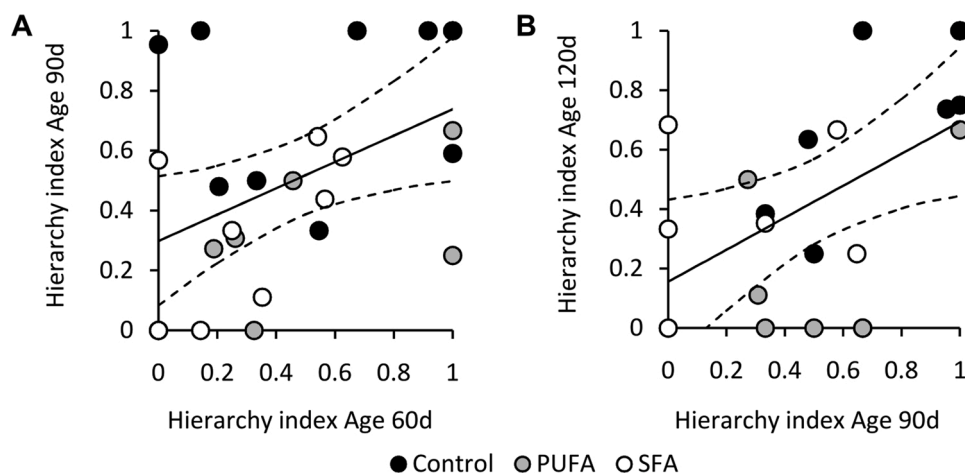 A
B
Hierarchy index Age 90d
1
0.8
0.6
0.4
0.2
0
0 0.2 0.4 0.6 0.8 1
Hierarchy index Age 60d
Hierarchy index Age 120d
1
0.8
0.6
0.4
0.2
0
0 0.2 0.4 0.6 0.8 1
Hierarchy index Age 90d
Control PUFA SFA